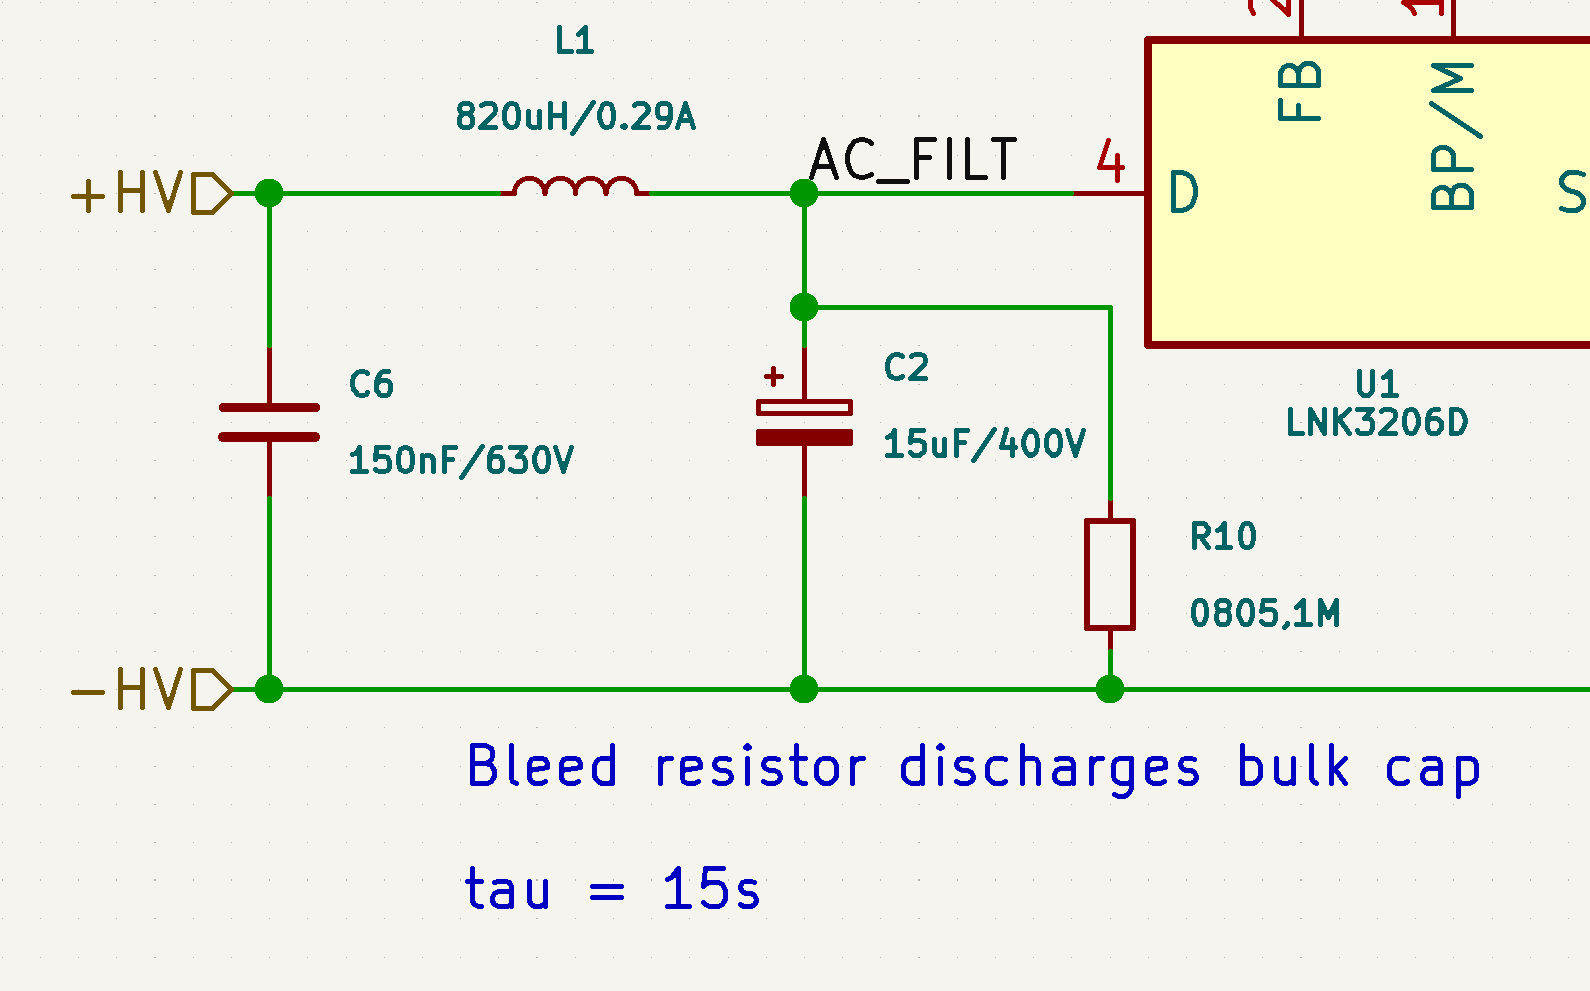 2 1
L1
820uH/0.29A
AC_FILT
4
+HV
D
FB
BP/M
S
C6
150nF/630V
C2
+
15uF/400V
U1
LNK3206D
R10
0805,1M
-HV
Bleed resistor discharges bulk cap
tau = 15s